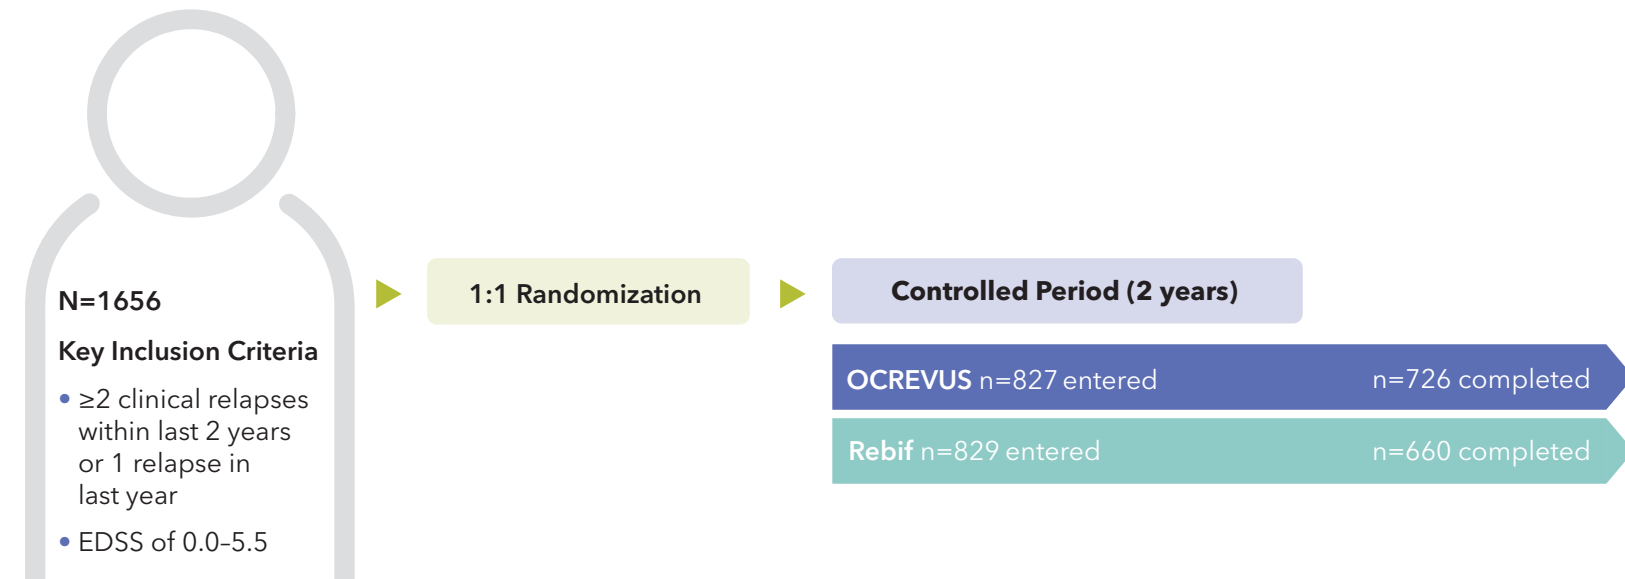 N=1656
Key Inclusion Criteria
• ≥2 clinical relapses
within last 2 years
or 1 relapse in
last year
• EDSS of 0.0–5.5
1:1 Randomization
Controlled Period (2 years)
OCREVUS n=827 entered n=726 completed
Rebif n=829 entered n=660 completed